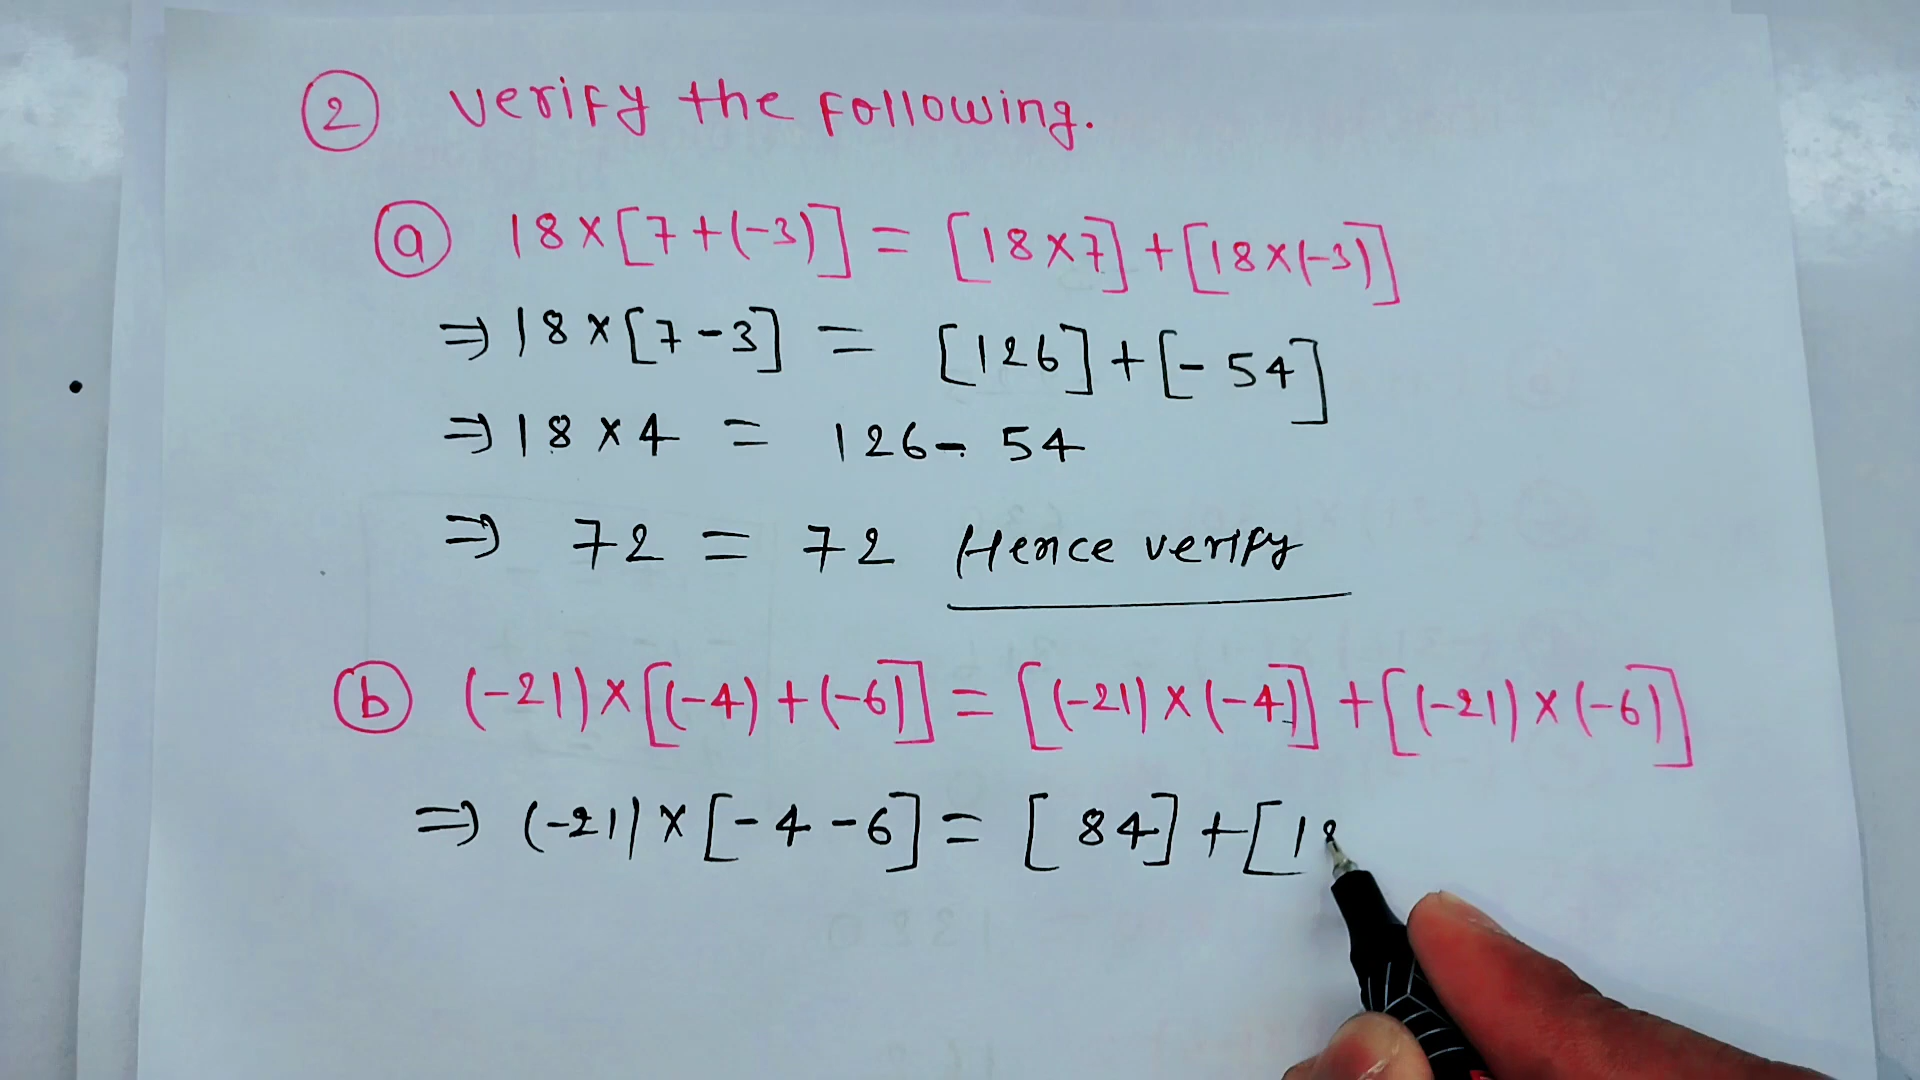 2 Verify the following.
a 18×[7+(-3)] = [18×7]+[18×(-3)]
⇒ 18×[7-3] = [126]+[-54]
⇒ 18×4 = 126-54
⇒ 72 = 72 Hence verify
b (-21)×[(-4)+(-6)] = [(-21)×(-4)]+[(-21)×(-6)]
⇒ (-21)×[-4-6] = [84]+[18